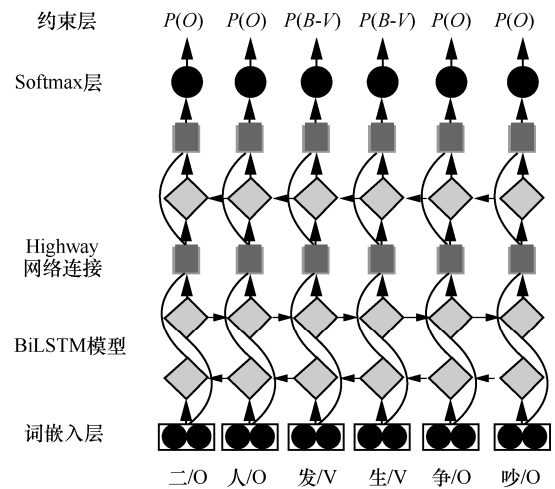 约束层 P(O) P(O) P(B-V) P(B-V) P(O) P(O)
Softmax层
Highway
网络连接
BiLSTM模型
词嵌入层
二/O 人/O 发/V 生/V 争/O 吵/O